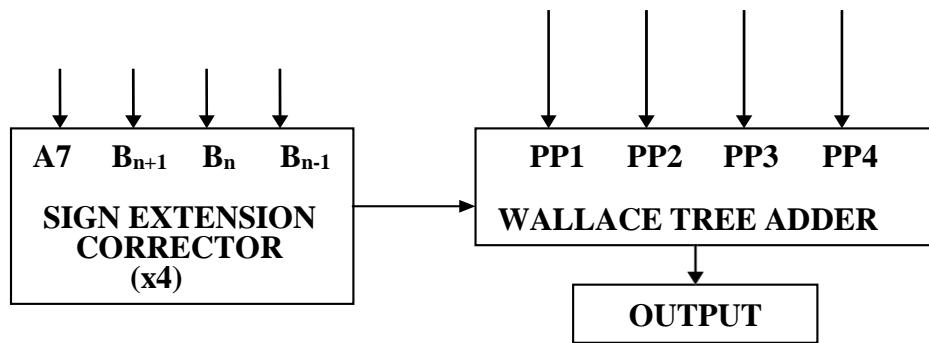 A7 Bₙ₊₁ Bₙ Bₙ₋₁
SIGN EXTENSION
CORRECTOR
(x4)
PP1 PP2 PP3 PP4
WALLACE TREE ADDER
OUTPUT